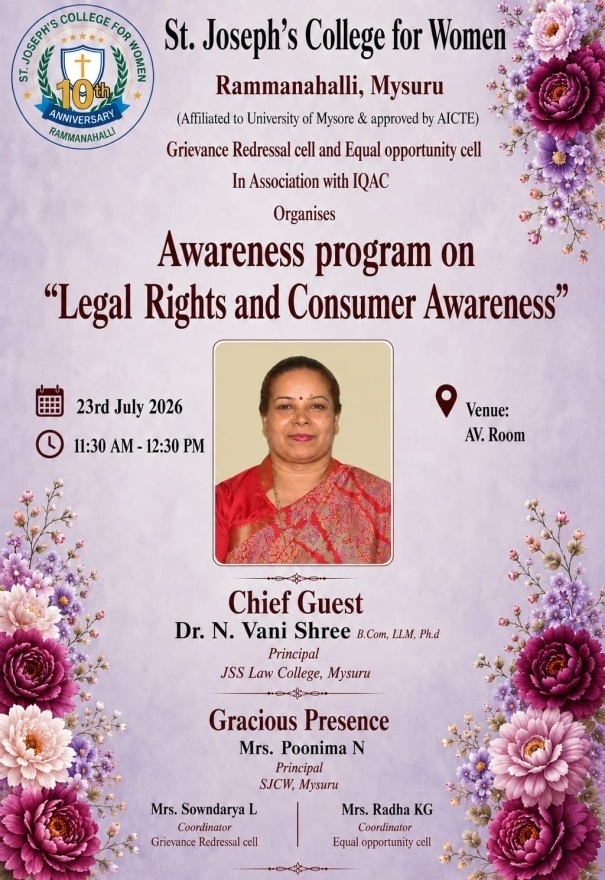 ST. JOSEPH'S COLLEGE FOR WOMEN
10th
ANNIVERSARY
RAMMANAHALLI
St. Joseph's College for Women
Rammanahalli, Mysuru
(Affiliated to University of Mysore & approved by AICTE)
Grievance Redressal cell and Equal opportunity cell
In Association with IQAC
Organises
Awareness program on
"Legal Rights and Consumer Awareness"
23rd July 2026
11:30 AM - 12:30 PM
Venue:
AV. Room
Chief Guest
Dr. N. Vani Shree B.Com, LLM, Ph.d
Principal
JSS Law College, Mysuru
Gracious Presence
Mrs. Poonima N
Principal
SJCW, Mysuru
Mrs. Sowndarya L
Coordinator
Grievance Redressal cell
Mrs. Radha KG
Coordinator
Equal opportunity cell